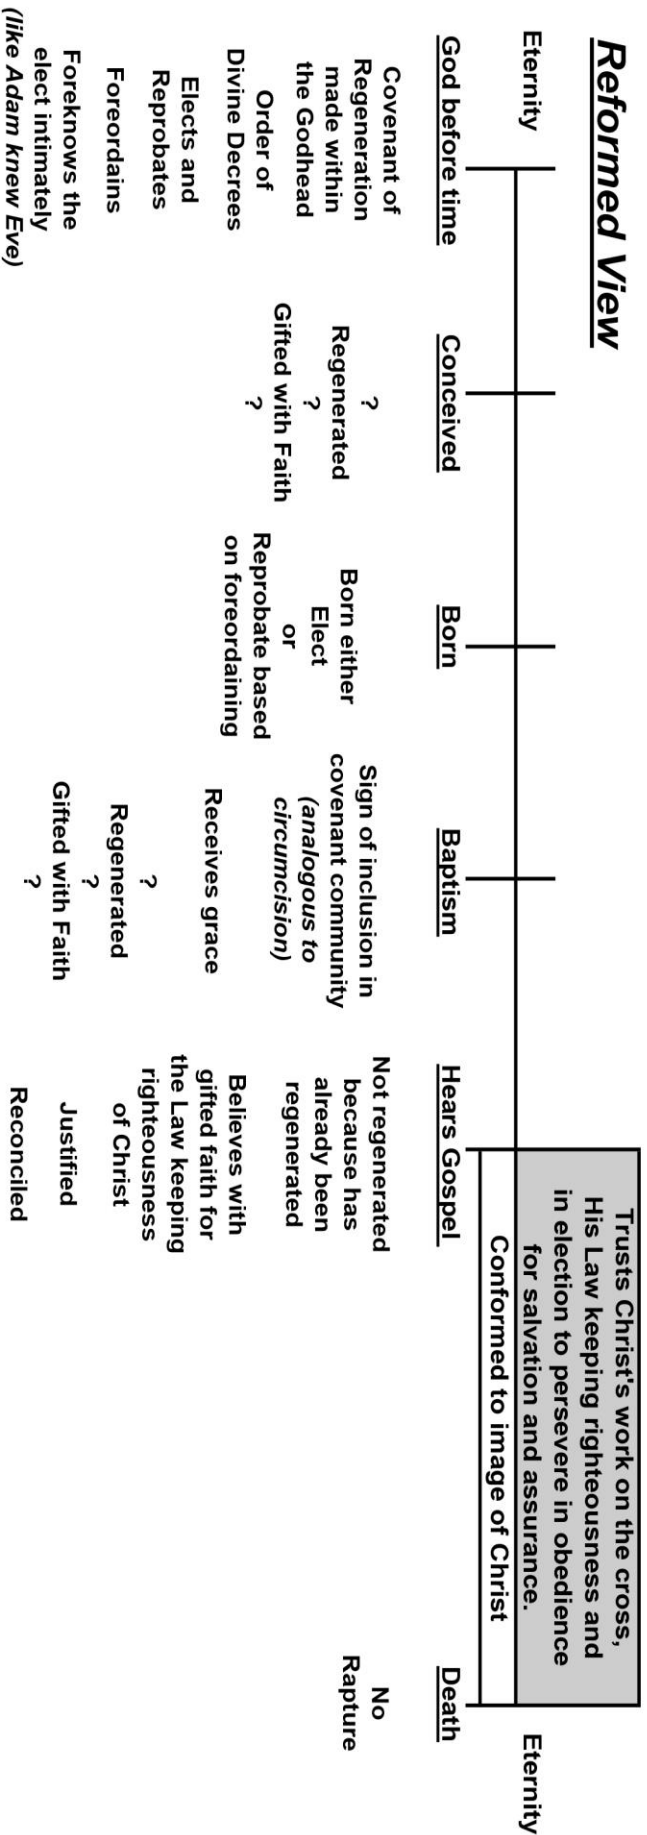 Reformed View
Eternity
Trusts Christ's work on the cross,
His Law keeping righteousness and
in election to persevere in obedience
for salvation and assurance.
Conformed to image of Christ
Eternity
God before time
Covenant of
Regeneration
made within
the Godhead
Order of
Divine Decrees
Elects and
Reprobates
Foreordains
Foreknows the
elect intimately
(like Adam knew Eve)
Conceived
?
Regenerated
?
Gifted with Faith
?
Born
Born either
Elect
or
Reprobate based
on foreordaining
Baptism
Sign of inclusion in
covenant community
(analogous to
circumcision)
Receives grace
?
Regenerated
?
Gifted with Faith
?
Hears Gospel
Not regenerated
because has
already been
regenerated
Believes with
gifted faith for
the Law keeping
righteousness
of Christ
Justified
Reconciled
Death
No
Rapture